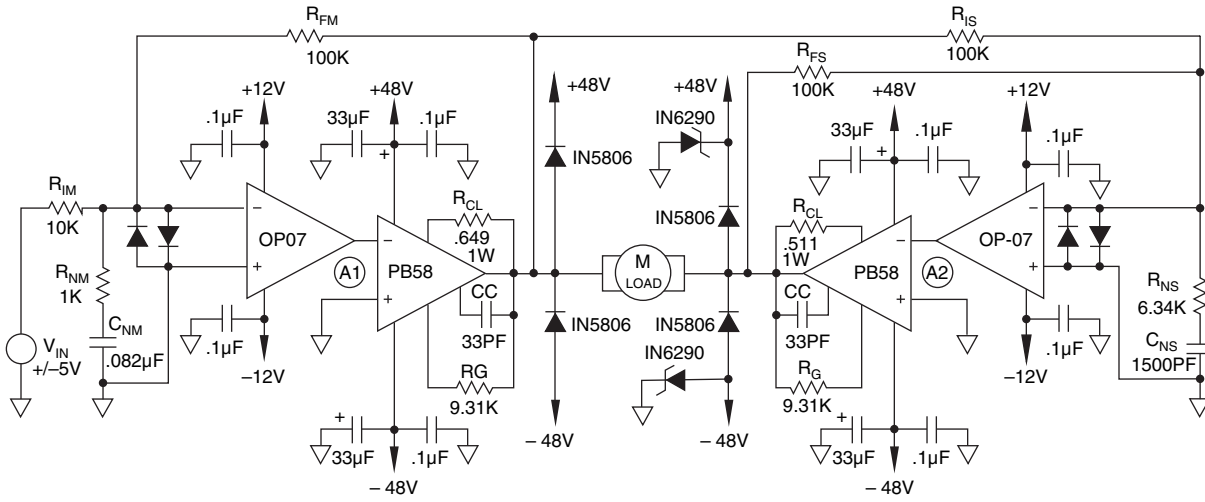 R_FM
100K
R_IS
100K
R_FS
100K
+12V
+48V
+48V
+48V
+48V
+12V
.1µF
33µF
+
.1µF
IN5806
IN6290
33µF
+
.1µF
.1µF
R_IM
10K
R_NM
1K
C_NM
.082µF
V_IN
+/–5V
–
+
OP07
A1
–
+
PB58
R_CL
.649
1W
CC
33PF
RG
9.31K
IN5806
IN5806
M
LOAD
IN5806
IN6290
R_CL
.511
1W
CC
33PF
R_G
9.31K
PB58
–
+
A2
OP-07
–
+
R_NS
6.34K
C_NS
1500PF
.1µF
–12V
+
33µF
.1µF
– 48V
– 48V
– 48V
+
33µF
.1µF
– 48V
–12V
.1µF